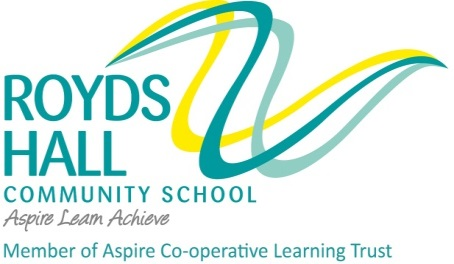 ROYDS
HALL
COMMUNITY SCHOOL
Aspire Learn Achieve
Member of Aspire Co-operative Learning Trust